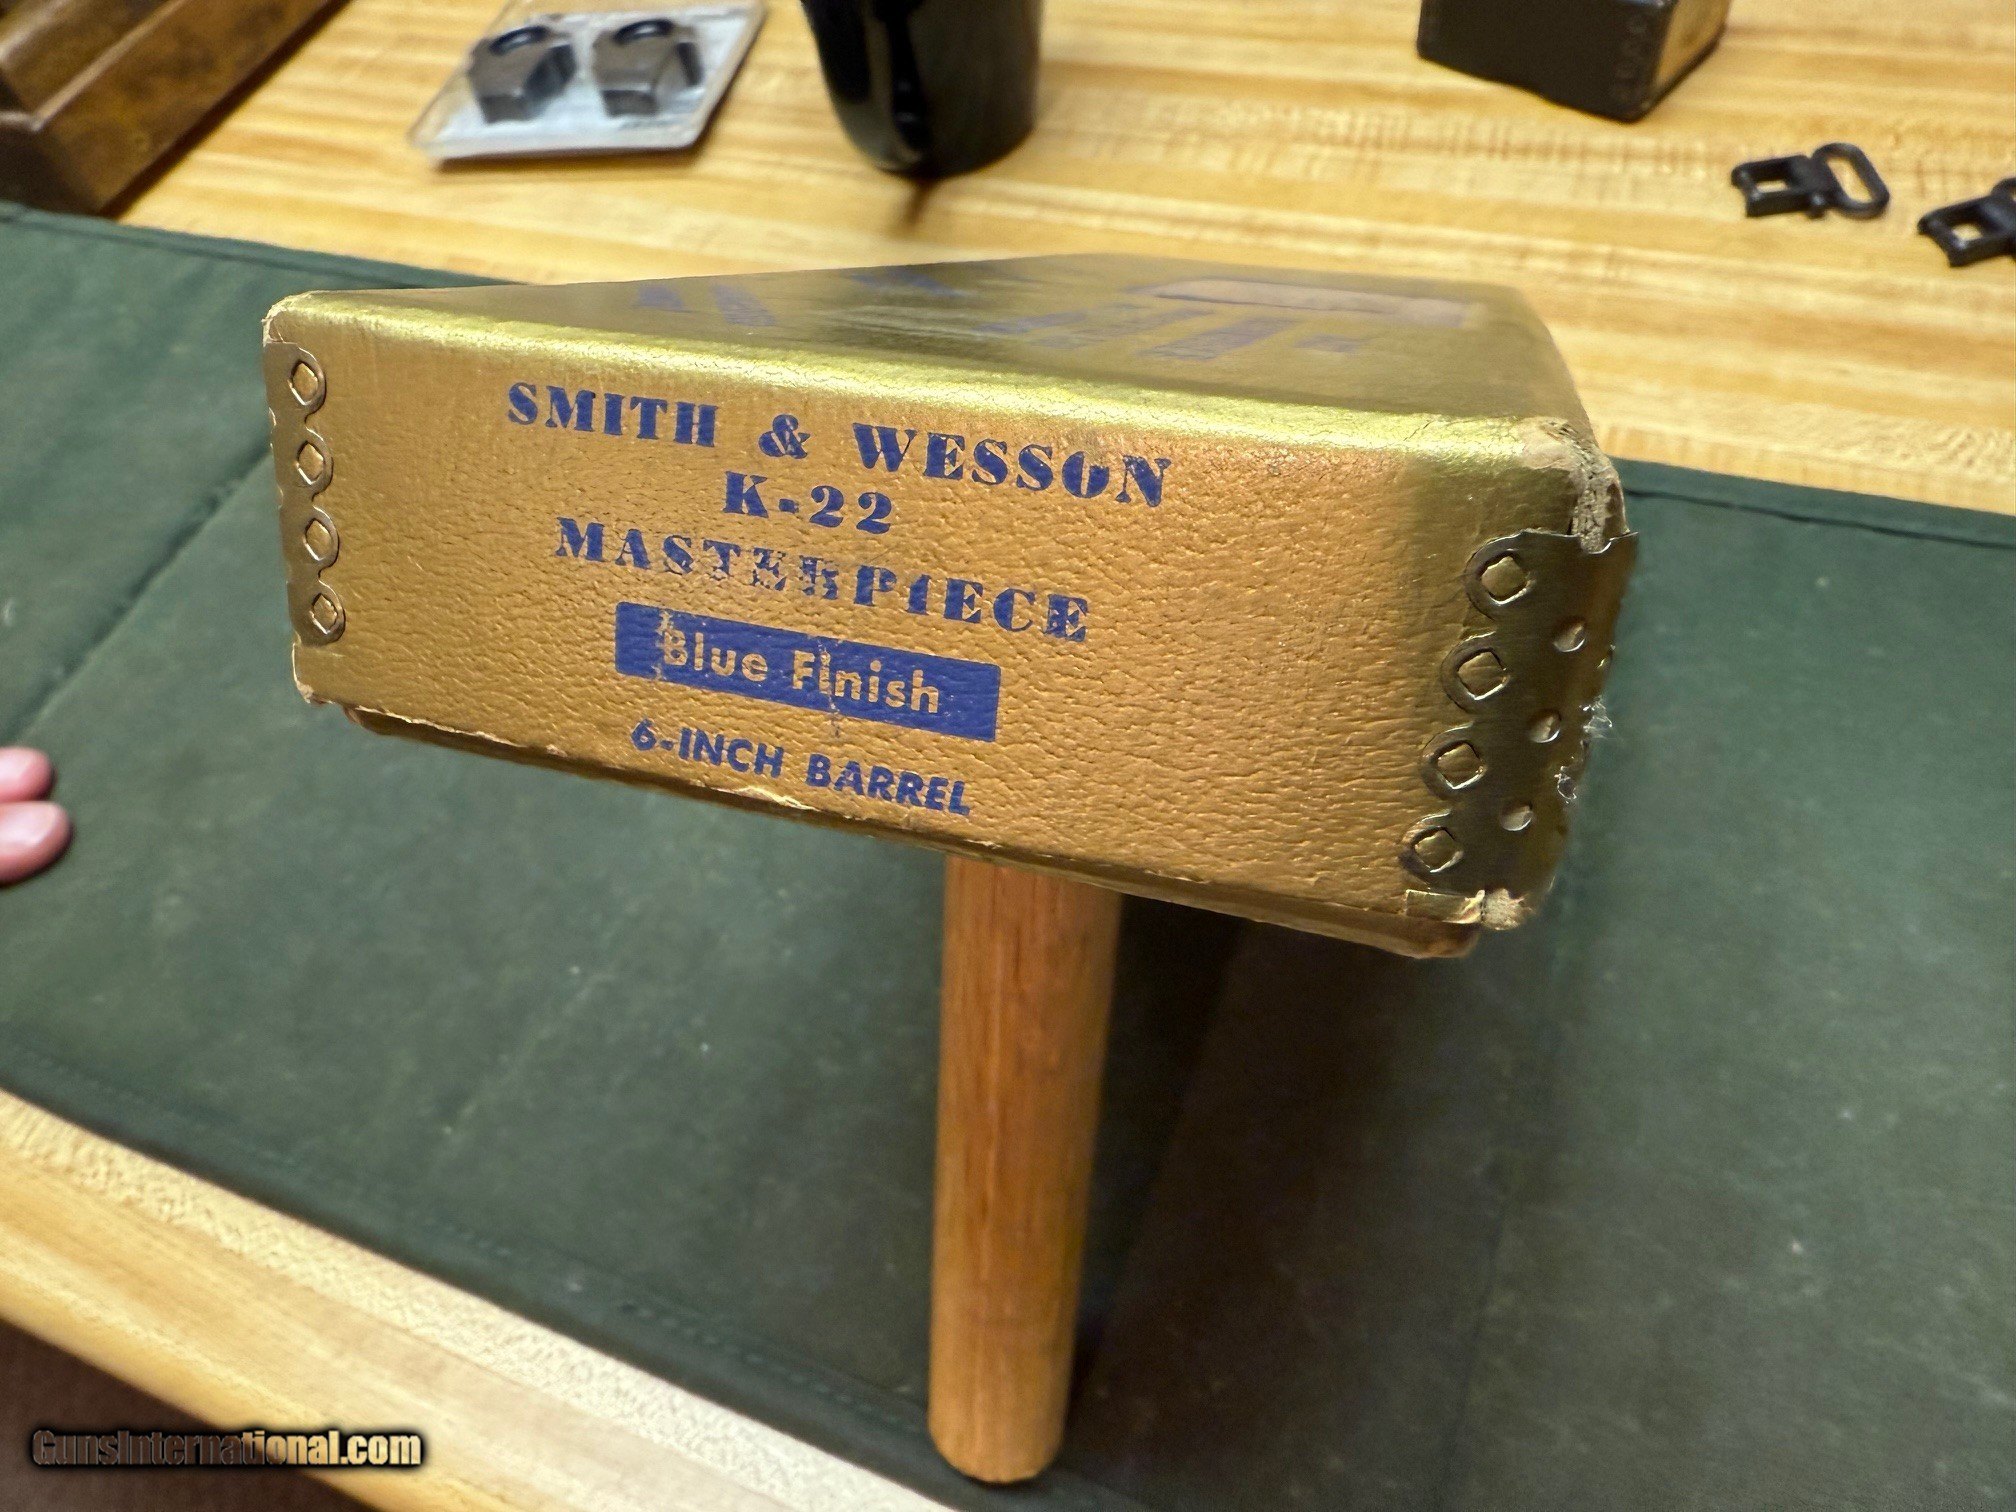 SMITH & WESSON
K-22
MASTERPIECE
Blue Finish
6-INCH BARREL
GunsInternational.com